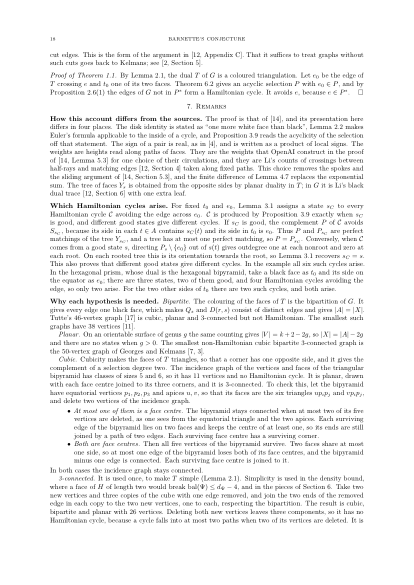 18 BARNETTE'S CONJECTURE
cut edges. This is the form of the argument in [12, Appendix C]. That it suffices to treat graphs without
such cuts goes back to Kelmans; see [2, Section 5].
Proof of Theorem 1.1. By Lemma 2.1, the dual T of G is a coloured triangulation. Let e₀ be the edge of
T crossing e and t₀ one of its two faces. Theorem 6.2 gives an acyclic selection P with e₀ ∈ P, and by
Proposition 2.6(1) the edges of G not in P* form a Hamiltonian cycle. It avoids e, because e ∈ P*. □
7. Remarks
How this account differs from the sources. The proof is that of [14], and its presentation here
differs in four places. The disk identity is stated as "one more white face than black", Lemma 2.2 makes
Euler's formula applicable to the inside of a cycle, and Proposition 3.9 reads the acyclicity of the selection
off that statement. The sign of a pair is real, as in [4], and is written as a product of local signs. The
weights are heights read along paths of faces. They are the weights that OpenAI construct in the proof
of [14, Lemma 5.3] for one choice of their circulations, and they are Li's counts of crossings between
half-rays and matching edges [12, Section 4] taken along fixed paths. This choice removes the spokes and
the sliding argument of [14, Section 5.3], and the finite difference of Lemma 4.7 replaces the exponential
sum. The tree of faces Y is obtained from the opposite sides by planar duality in T; in G it is Li's black
dual trace [12, Section 6] with one extra leaf.
Which Hamiltonian cycles arise. For fixed t₀ and e₀, Lemma 3.1 assigns a state s_C to every
Hamiltonian cycle C avoiding the edge across e₀. C is produced by Proposition 3.9 exactly when s_C
is good, and different good states give different cycles. If s_C is good, the complement P of C avoids
because its side in each t ∈ A contains s_C(t) and its side in t₀ is e₀. Thus P and are perfect
matchings of the tree and a tree has at most one perfect matching, so Conversely, when C
comes from a good state s, directing out of s(t) gives outdegree one at each nonroot and zero at
each root. On each rooted tree this is its orientation towards the root, so Lemma 3.1 recovers s_C = s.
This also proves that different good states give different cycles. In the example all six cycles arise.
In the hexagonal prism, whose dual is the hexagonal bipyramid, take a black face as t₀ and its side on
the equator as e₀; there are three states, two of them good, and four Hamiltonian cycles avoiding the
edge, so only two arise. For the two other sides of t₀ there are two such cycles, and both arise.
Why each hypothesis is needed. Bipartite. The colouring of the faces of T is the bipartition of G. It
gives every edge one black face, which makes and D(r, s) consist of distinct edges and gives |A| = |X|.
Tutte's 46-vertex graph [17] is cubic, planar and 3-connected but not Hamiltonian. The smallest such
graphs have 38 vertices [11].
Planar. On an orientable surface of genus g the same counting gives |V| = k + 2 − 2g, so |X| = |A| − 2g
and there are no states when g > 0. The smallest non-Hamiltonian cubic bipartite 3-connected graph is
the 50-vertex graph of Georges and Kelmans [7, 3].
Cubic. Cubicity makes the faces of T triangles, so that a corner has one opposite side, and it gives the
complement of a selection degree two. The incidence graph of the vertices and faces of the triangular
bipyramid has classes of sizes 5 and 6, so it has 11 vertices and no Hamiltonian cycle. It is planar, drawn
with each face centre joined to its three corners, and it is 3-connected. To check this, let the bipyramid
have equatorial vertices p₁, p₂, p₃ and apices u, v, so that its faces are the six triangles upᵢpⱼ and vpᵢpⱼ,
and delete two vertices of the incidence graph.
• At most one of them is a face centre. The bipyramid stays connected when at most two of its five
vertices are deleted, as one sees from the equatorial triangle and the two apices. Each surviving
edge of the bipyramid lies on two faces and keeps the centre of at least one, so its ends are still
joined by a path of two edges. Each surviving face centre has a surviving corner.
• Both are face centres. Then all five vertices of the bipyramid survive. Two faces share at most
one side, so at most one edge of the bipyramid loses both of its face centres, and the bipyramid
minus one edge is connected. Each surviving face centre is joined to it.
In both cases the incidence graph stays connected.
3-connected. It is used once, to make T simple (Lemma 2.1). Simplicity is used in the density bound,
where a face of H of length two would break and in the pieces of Section 6. Take two
new vertices and three copies of the cube with one edge removed, and join the two ends of the removed
edge in each copy to the two new vertices, one to each, respecting the bipartition. The result is cubic,
bipartite and planar with 26 vertices. Deleting both new vertices leaves three components, so it has no
Hamiltonian cycle, because a cycle falls into at most two paths when two of its vertices are deleted. It is